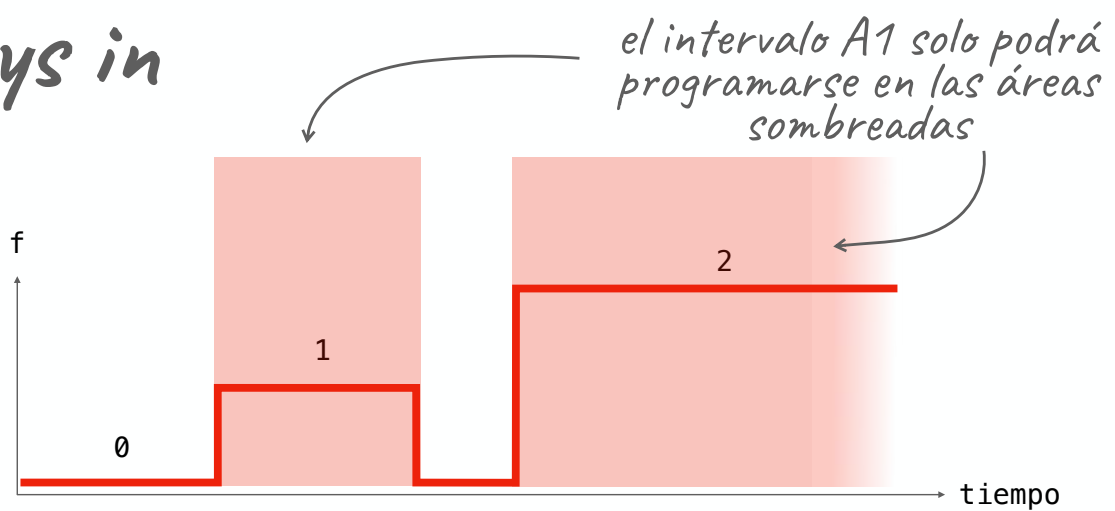 ys in
el intervalo A1 solo podrá
programarse en las áreas
sombreadas
f
2
1
0
tiempo